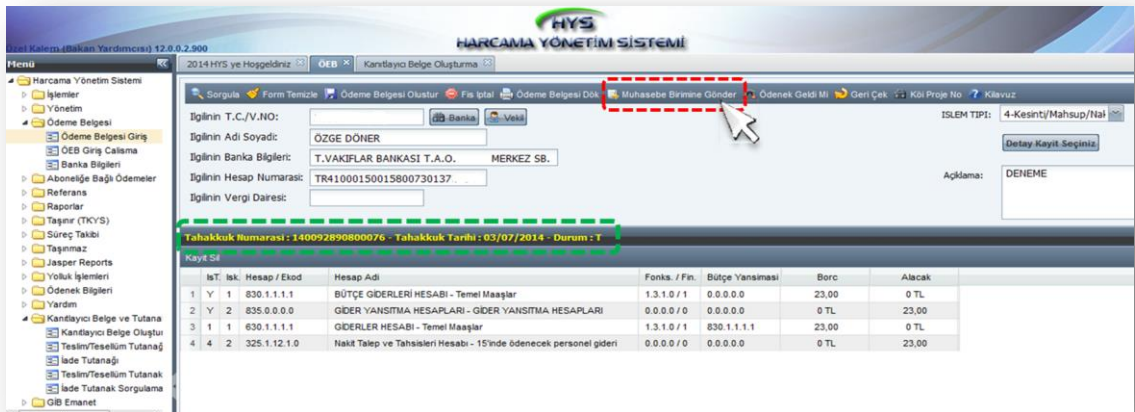 HYS
HARCAMA YÖNETİM SİSTEMİ
Özel Kalem (Bakan Yardımcısı) 12.0.0.2.900
Menü
2014 HYS ye Hoşgeldiniz
ÖEB
Kanıtlayıcı Belge Oluşturma
Harcama Yönetim Sistemi
İşlemler
Yönetim
Ödeme Belgesi
Ödeme Belgesi Giriş
ÖEB Giriş Calisma
Banka Bilgileri
Aboneliğe Bağlı Ödemeler
Referans
Raporlar
Taşınır (TKYS)
Süreç Takibi
Taşınmaz
Jasper Reports
Yolluk İşlemleri
Ödenek Bilgileri
Yardım
Kanıtlayıcı Belge ve Tutana
Kanıtlayıcı Belge Oluştur
Teslim/Tesellüm Tutanağ
İade Tutanağı
Teslim/Tesellüm Tutanak
İade Tutanak Sorgulama
GİB Emanet
Sorgula Form Temizle Ödeme Belgesi Olustur Fis Iptal Ödeme Belgesi Dök Muhasebe Birimine Gönder Ödenek Geldi Mi Geri Çek Köi Proje No Kılavuz
Ilgilinin T.C./V.NO: Banka Vekil
ISLEM TIPI: 4-Kesinti/Mahsup/Nal
Ilgilinin Adi Soyadi: ÖZGE DÖNER
Detay Kayit Seçiniz
Ilgilinin Banka Bilgileri: T.VAKIFLAR BANKASI T.A.O. MERKEZ SB.
Ilgilinin Hesap Numarasi: TR41000150015800730137
Açıklama: DENEME
Ilgilinin Vergi Dairesi:
Tahakkuk Numarasi : 140092890800076 - Tahakkuk Tarihi : 03/07/2014 - Durum : T
Kayıt Sil
IsT. Isk. Hesap / Ekod Hesap Adi Fonks. / Fin. Bütçe Yansimasi Borc Alacak
1 Y 1 830.1.1.1.1 BÜTÇE GİDERLERİ HESABI - Temel Maaşlar 1.3.1.0 / 1 0.0.0.0.0 23,00 0 TL
2 Y 2 835.0.0.0.0 GİDER YANSITMA HESAPLARI - GİDER YANSITMA HESAPLARI 0.0.0.0 / 0 0.0.0.0.0 0 TL 23,00
3 1 1 630.1.1.1.1 GİDERLER HESABI - Temel Maaşlar 1.3.1.0 / 1 830.1.1.1.1 23,00 0 TL
4 4 2 325.1.12.1.0 Nakit Talep ve Tahsisleri Hesabı - 15'inde ödenecek personel gideri 0.0.0.0 / 0 0.0.0.0.0 0 TL 23,00